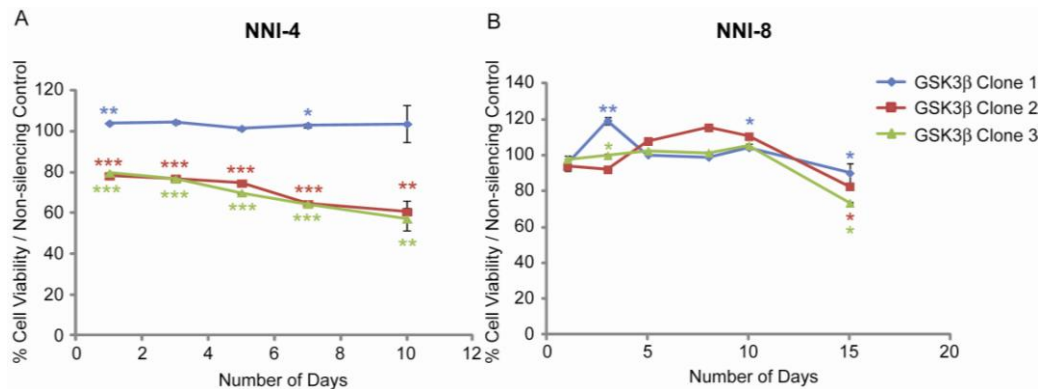 A
NNI-4
% Cell Viability / Non-silencing Control
120
100
80
60
40
20
0
** *
*** *** *** *** **
*** *** *** *** **
0 2 4 6 8 10 12
Number of Days
B
NNI-8
% Cell Viability / Non-silencing Control
140
120
100
80
60
40
20
0
** * * *
* *
*
0 5 10 15 20
Number of Days
GSK3β Clone 1
GSK3β Clone 2
GSK3β Clone 3